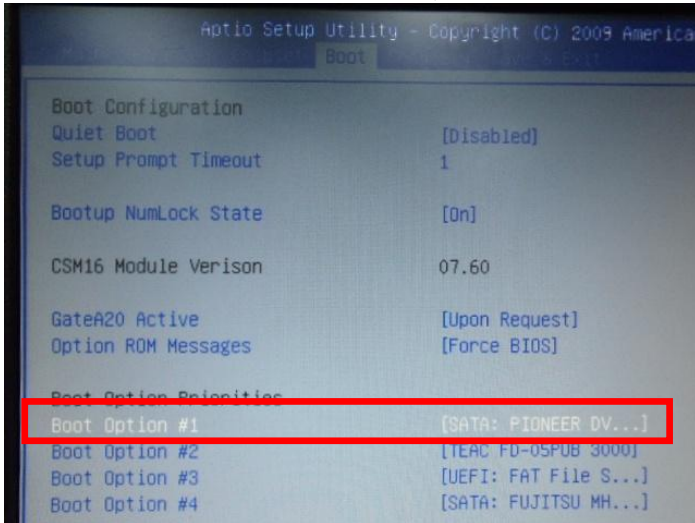 Aptio Setup Utility - Copyright (C) 2009 America
Boot
Boot Configuration
Quiet Boot [Disabled]
Setup Prompt Timeout 1
Bootup NumLock State [On]
CSM16 Module Verison 07.60
GateA20 Active [Upon Request]
Option ROM Messages [Force BIOS]
Boot Option Priorities
Boot Option #1 [SATA: PIONEER DV...]
Boot Option #2 [TEAC FD-05PUB 3000]
Boot Option #3 [UEFI: FAT File S...]
Boot Option #4 [SATA: FUJITSU MH...]